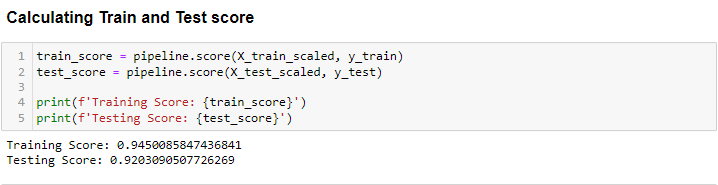 Calculating Train and Test score
1 train_score = pipeline.score(X_train_scaled, y_train)
2 test_score = pipeline.score(X_test_scaled, y_test)
3
4 print(f'Training Score: {train_score}')
5 print(f'Testing Score: {test_score}')
Training Score: 0.9450085847436841
Testing Score: 0.9203090507726269